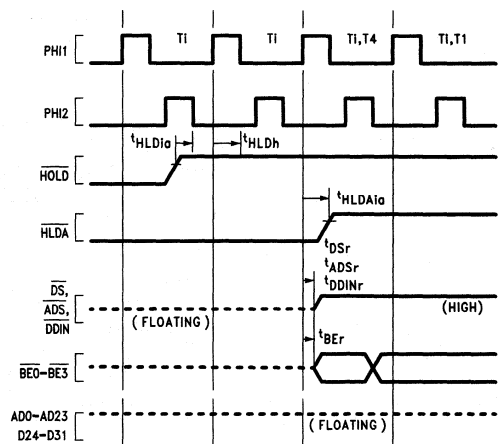 PHI1 Ti Ti Ti,T4 Ti,T1
PHI2
tHLDia tHLDh
HOLD
tHLDAia
HLDA
tDSr
tADSr
DS, tDDINr
ADS,
DDIN (FLOATING) (HIGH)
tBEr
BE0-BE3
AD0-AD23
D24-D31 (FLOATING)